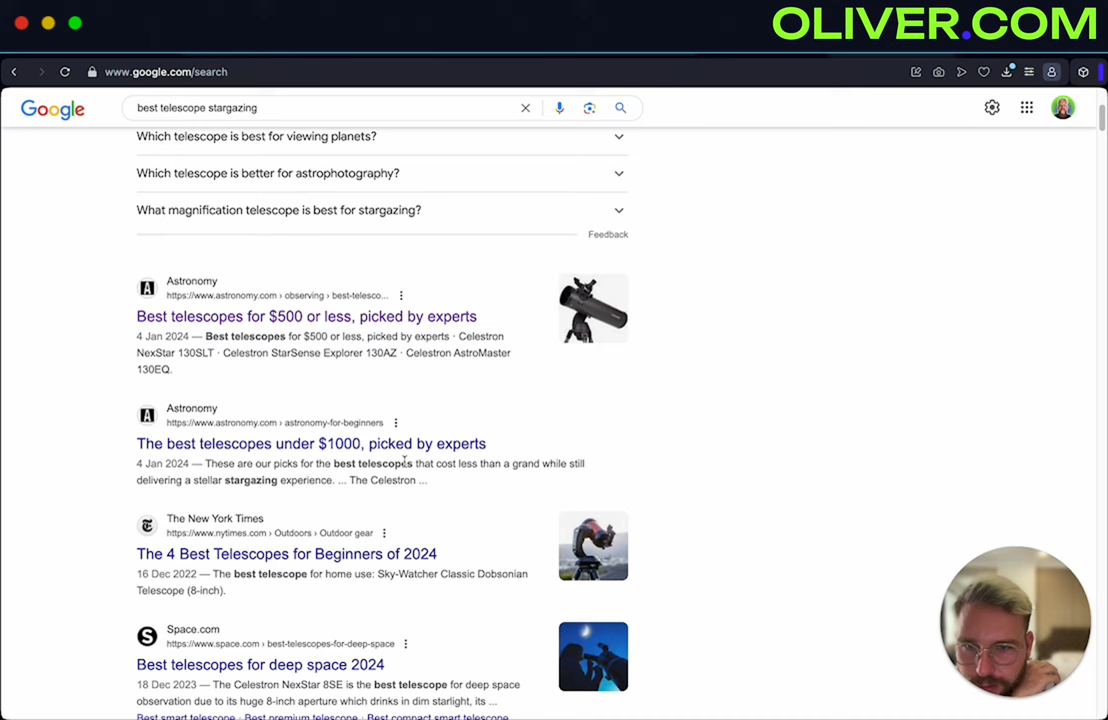 OLIVER.COM
www.google.com/search
Google
best telescope stargazing
Which telescope is best for viewing planets?
Which telescope is better for astrophotography?
What magnification telescope is best for stargazing?
Feedback
Astronomy
https://www.astronomy.com › observing › best-telesco...
Best telescopes for $500 or less, picked by experts
4 Jan 2024 — Best telescopes for $500 or less, picked by experts · Celestron
NexStar 130SLT · Celestron StarSense Explorer 130AZ · Celestron AstroMaster
130EQ.
Astronomy
https://www.astronomy.com › astronomy-for-beginners
The best telescopes under $1000, picked by experts
4 Jan 2024 — These are our picks for the best telescopes that cost less than a grand while still
delivering a stellar stargazing experience. ... The Celestron ...
The New York Times
https://www.nytimes.com › Outdoors › Outdoor gear
The 4 Best Telescopes for Beginners of 2024
16 Dec 2022 — The best telescope for home use: Sky-Watcher Classic Dobsonian
Telescope (8-inch).
Space.com
https://www.space.com › best-telescopes-for-deep-space
Best telescopes for deep space 2024
18 Dec 2023 — The Celestron NexStar 8SE is the best telescope for deep space
observation due to its huge 8-inch aperture which drinks in dim starlight, its ...
Best smart telescope · Best premium telescope · Best compact smart telescope